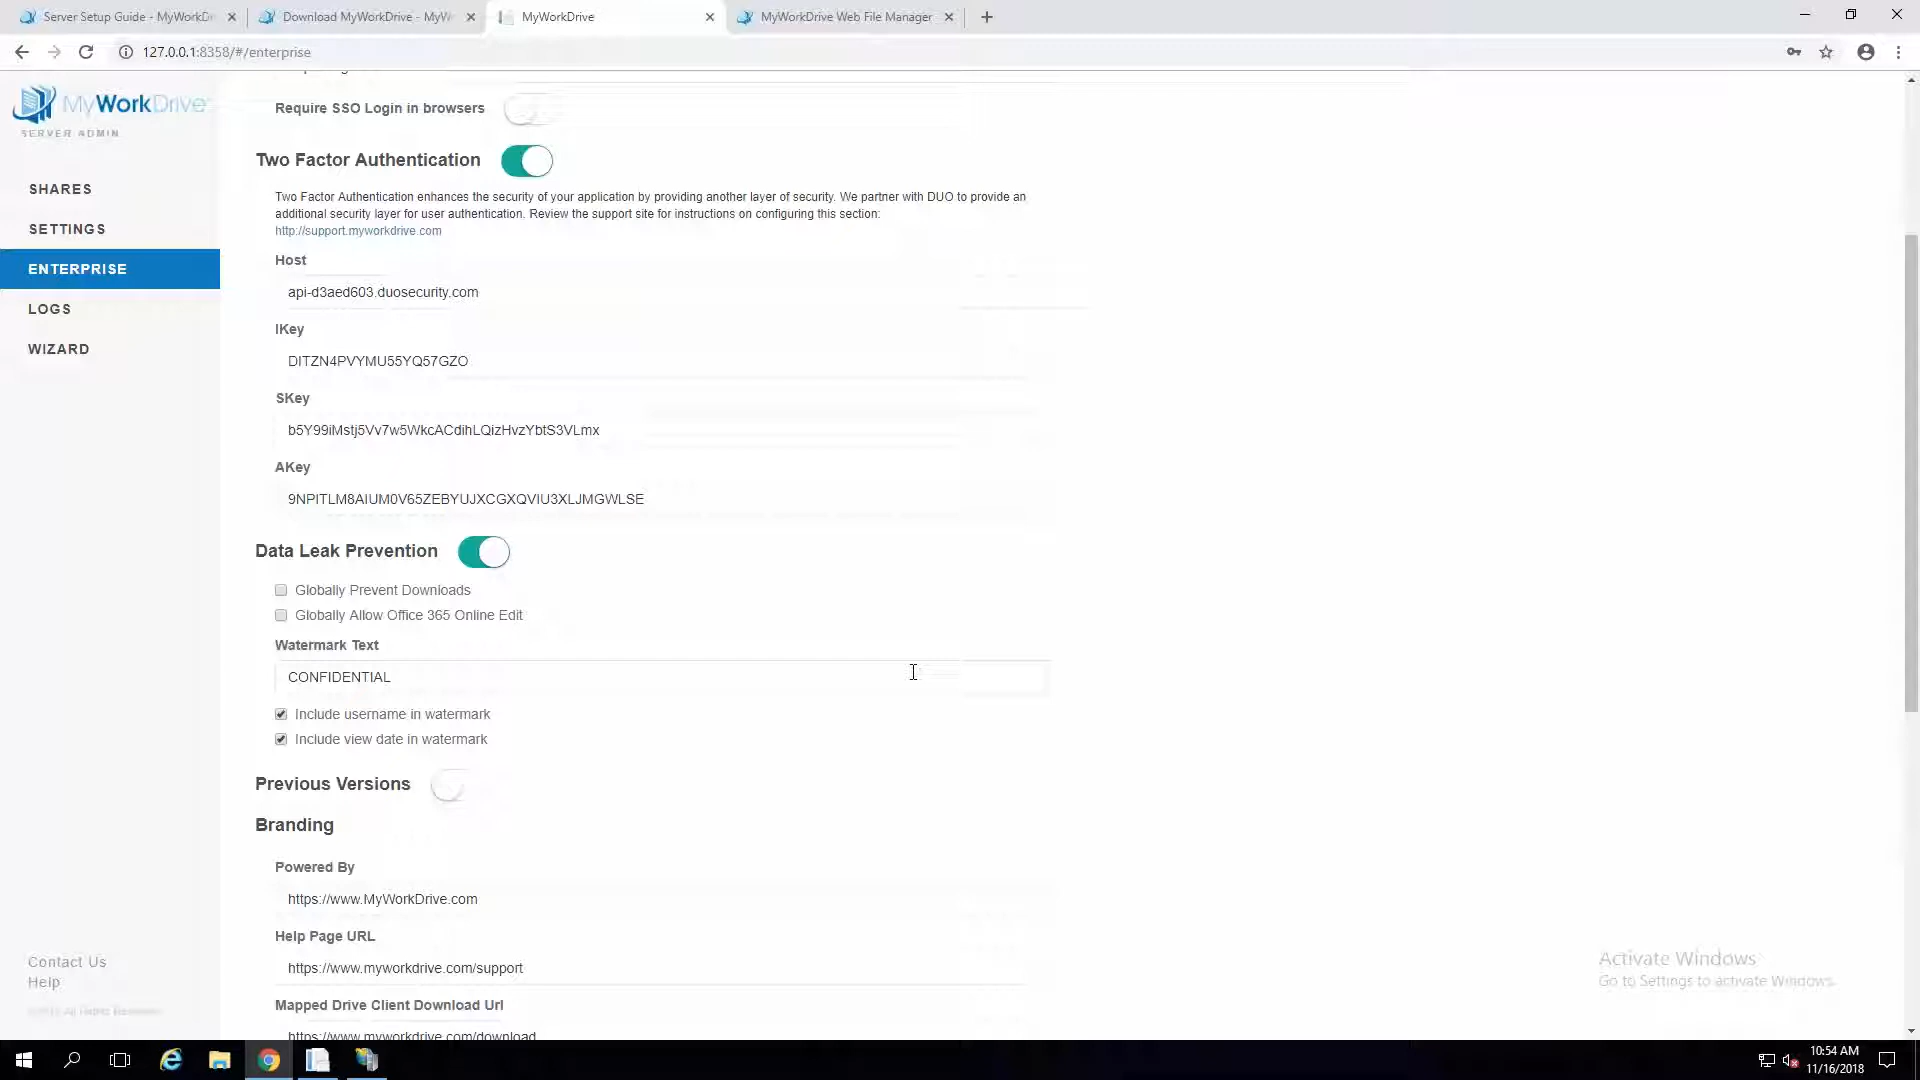 Server Setup Guide - MyWorkDr
Download MyWorkDrive - MyW
MyWorkDrive
MyWorkDrive Web File Manager
127.0.0.1:8358/#/enterprise
MyWorkDrive
SERVER ADMIN
SHARES
SETTINGS
ENTERPRISE
LOGS
WIZARD
Contact Us
Help
Require SSO Login in browsers
Two Factor Authentication
Two Factor Authentication enhances the security of your application by providing another layer of security. We partner with DUO to provide an
additional security layer for user authentication. Review the support site for instructions on configuring this section:
http://support.myworkdrive.com
Host
api-d3aed603.duosecurity.com
IKey
DITZN4PVYMU55YQ57GZO
SKey
b5Y99iMstj5Vv7w5WkcACdihLQizHvzYbtS3VLmx
AKey
9NPITLM8AIUM0V65ZEBYUJXCGXQVIU3XLJMGWLSE
Data Leak Prevention
Globally Prevent Downloads
Globally Allow Office 365 Online Edit
Watermark Text
CONFIDENTIAL
Include username in watermark
Include view date in watermark
Previous Versions
Branding
Powered By
https://www.MyWorkDrive.com
Help Page URL
https://www.myworkdrive.com/support
Mapped Drive Client Download Url
https://www.myworkdrive.com/download
Activate Windows
Go to Settings to activate Windows.
10:54 AM
11/16/2018